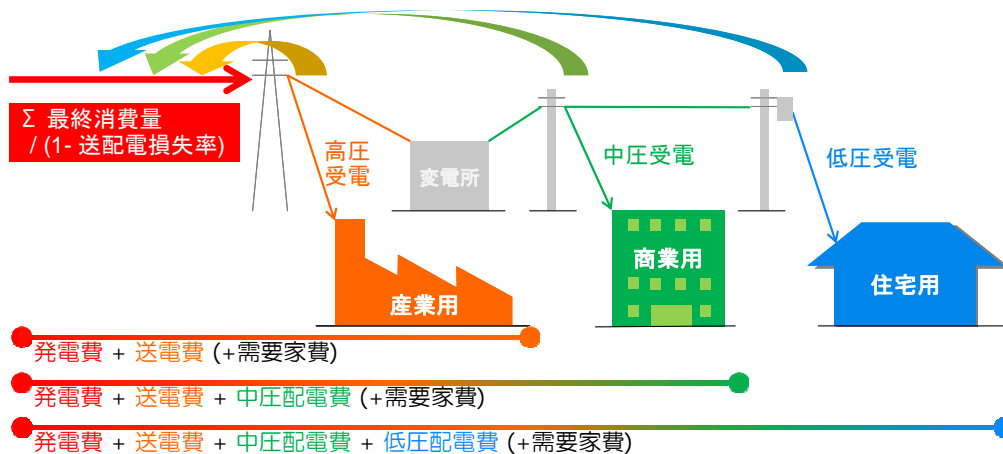 Σ 最終消費量
/ (1- 送配電損失率)
高圧
受電
変電所
中圧受電
低圧受電
産業用
商業用
住宅用
発電費 + 送電費 (+需要家費)
発電費 + 送電費 + 中圧配電費 (+需要家費)
発電費 + 送電費 + 中圧配電費 + 低圧配電費 (+需要家費)